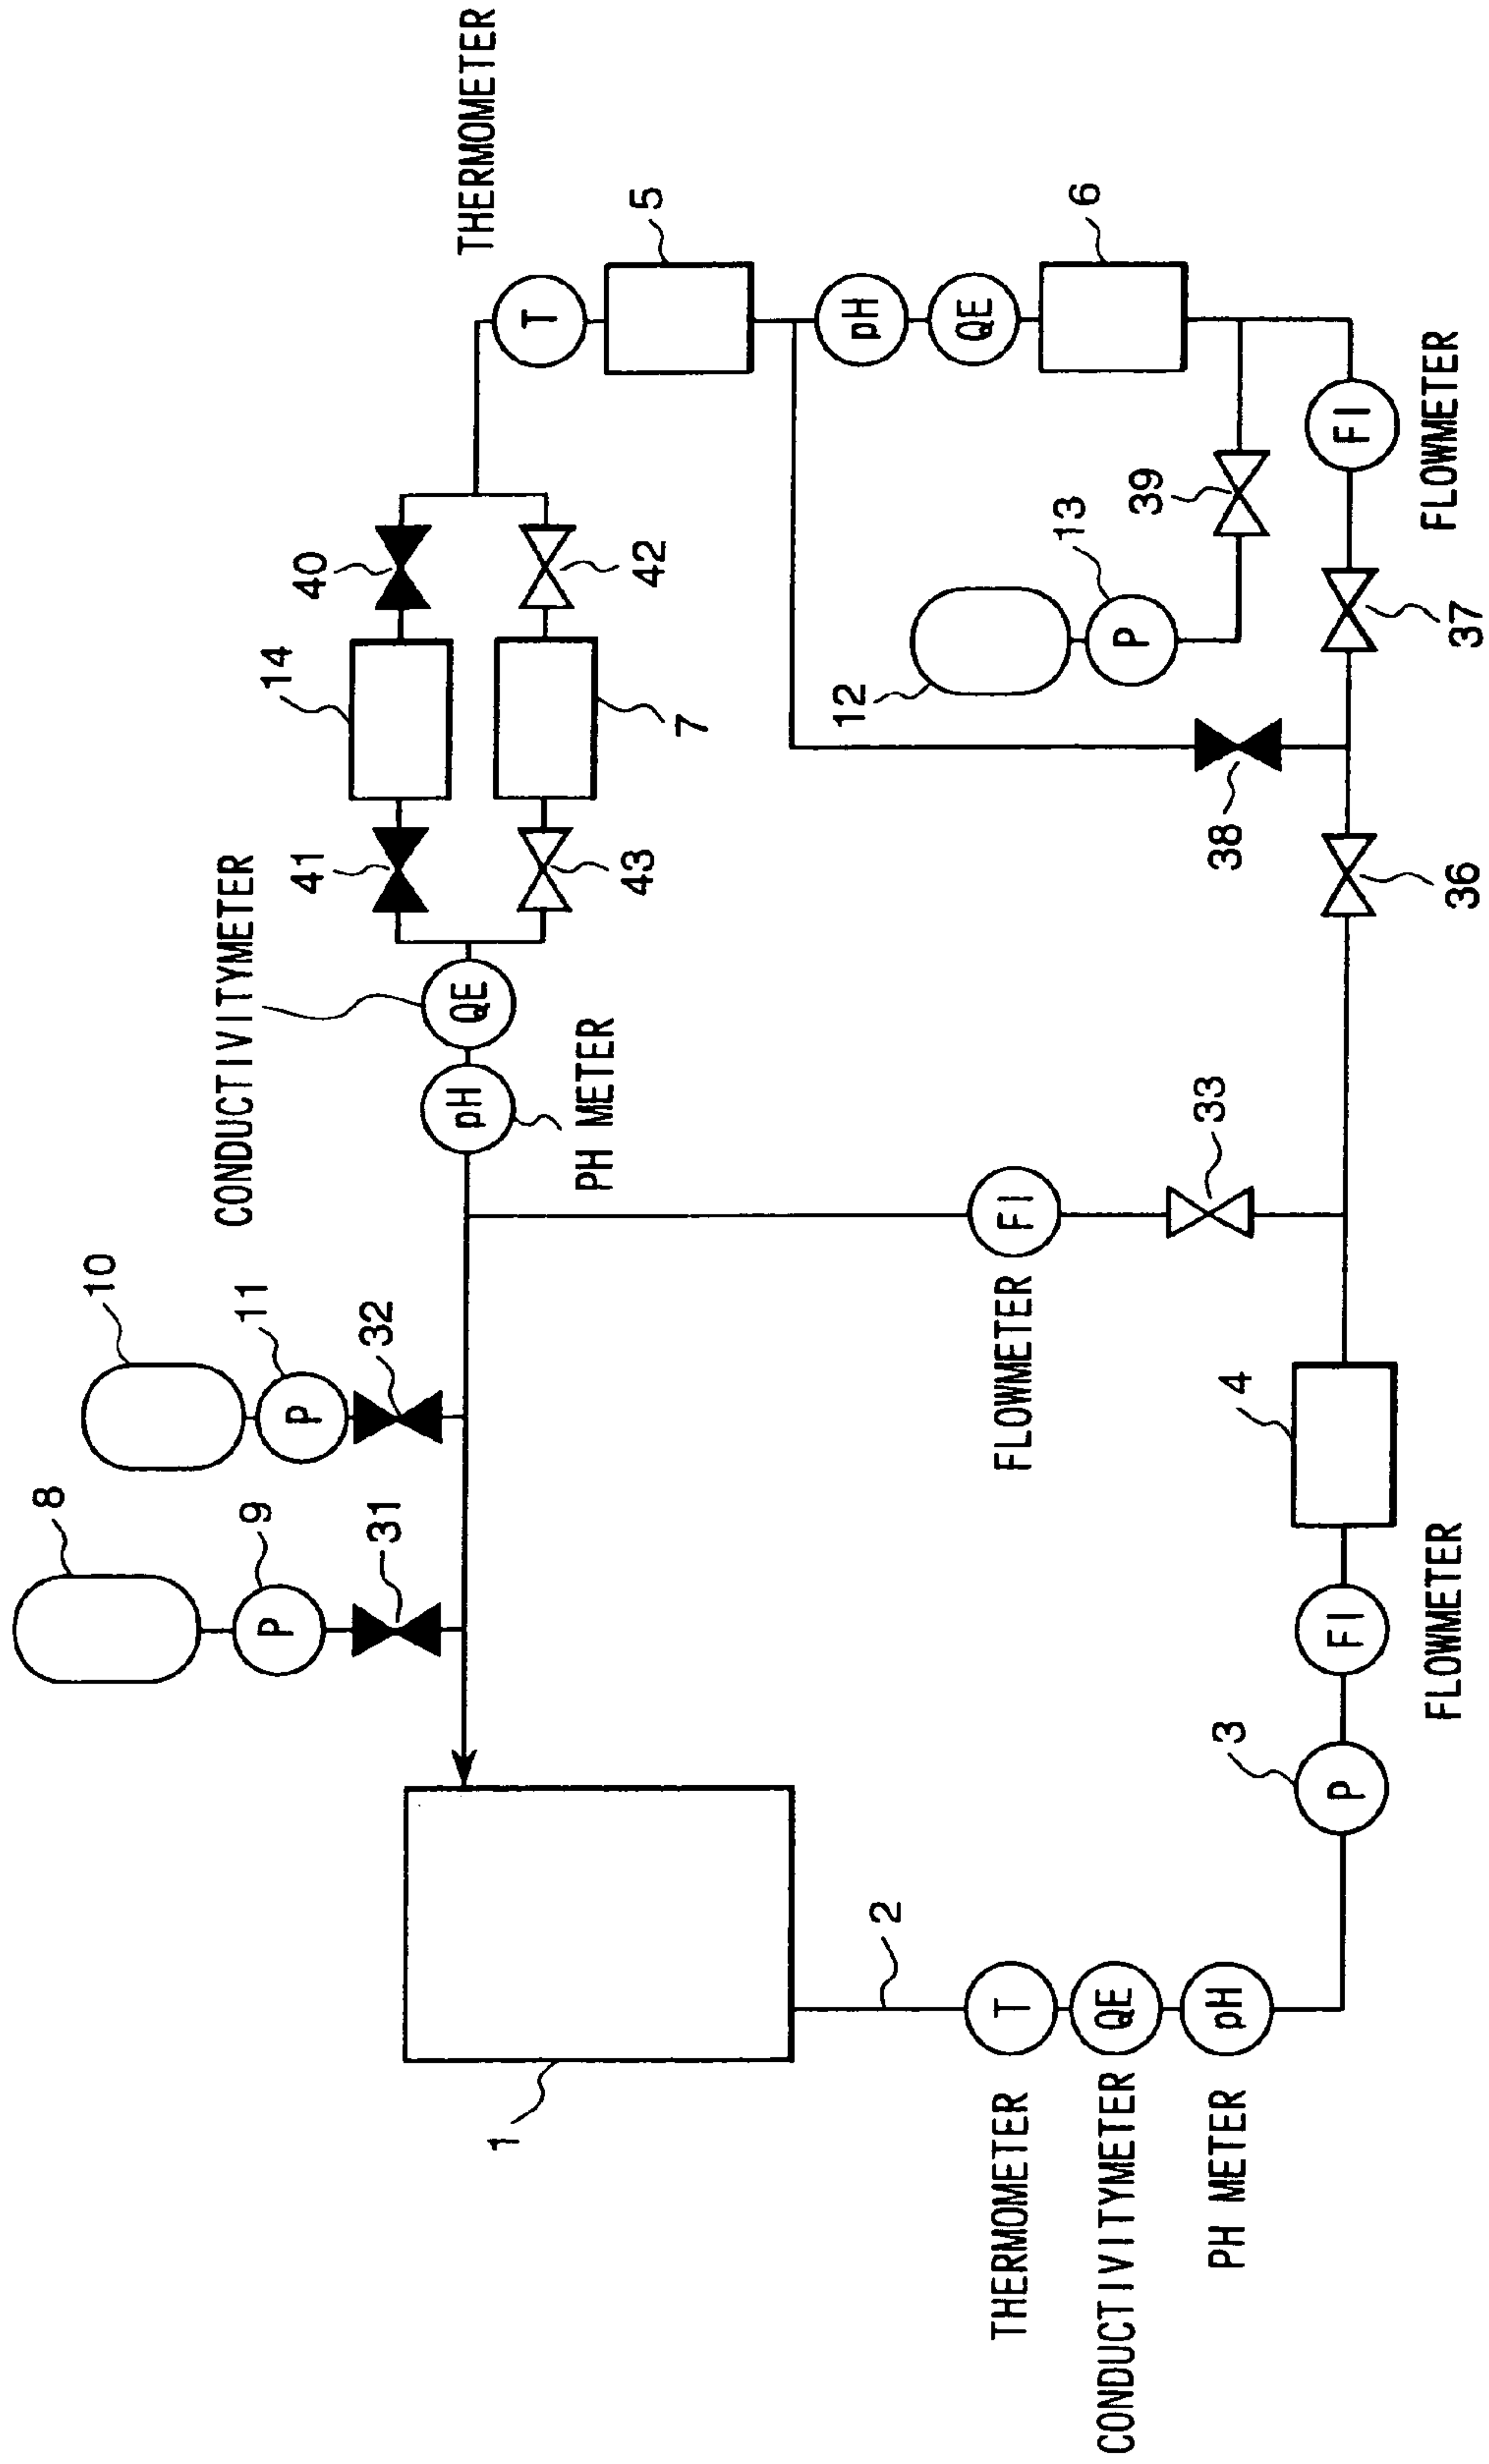 8
10
9
P
11
P
31
32
CONDUCTIVITYMETER
41
14
40
THERMOMETER
pH
QE
43
7
42
T
5
PH METER
1
2
12
13
P
39
pH
QE
6
THERMOMETER
T
FLOWMETER
FI
CONDUCTIVITYMETER
QE
33
38
PH METER
pH
3
P
FI
4
36
37
FI
FLOWMETER
FLOWMETER